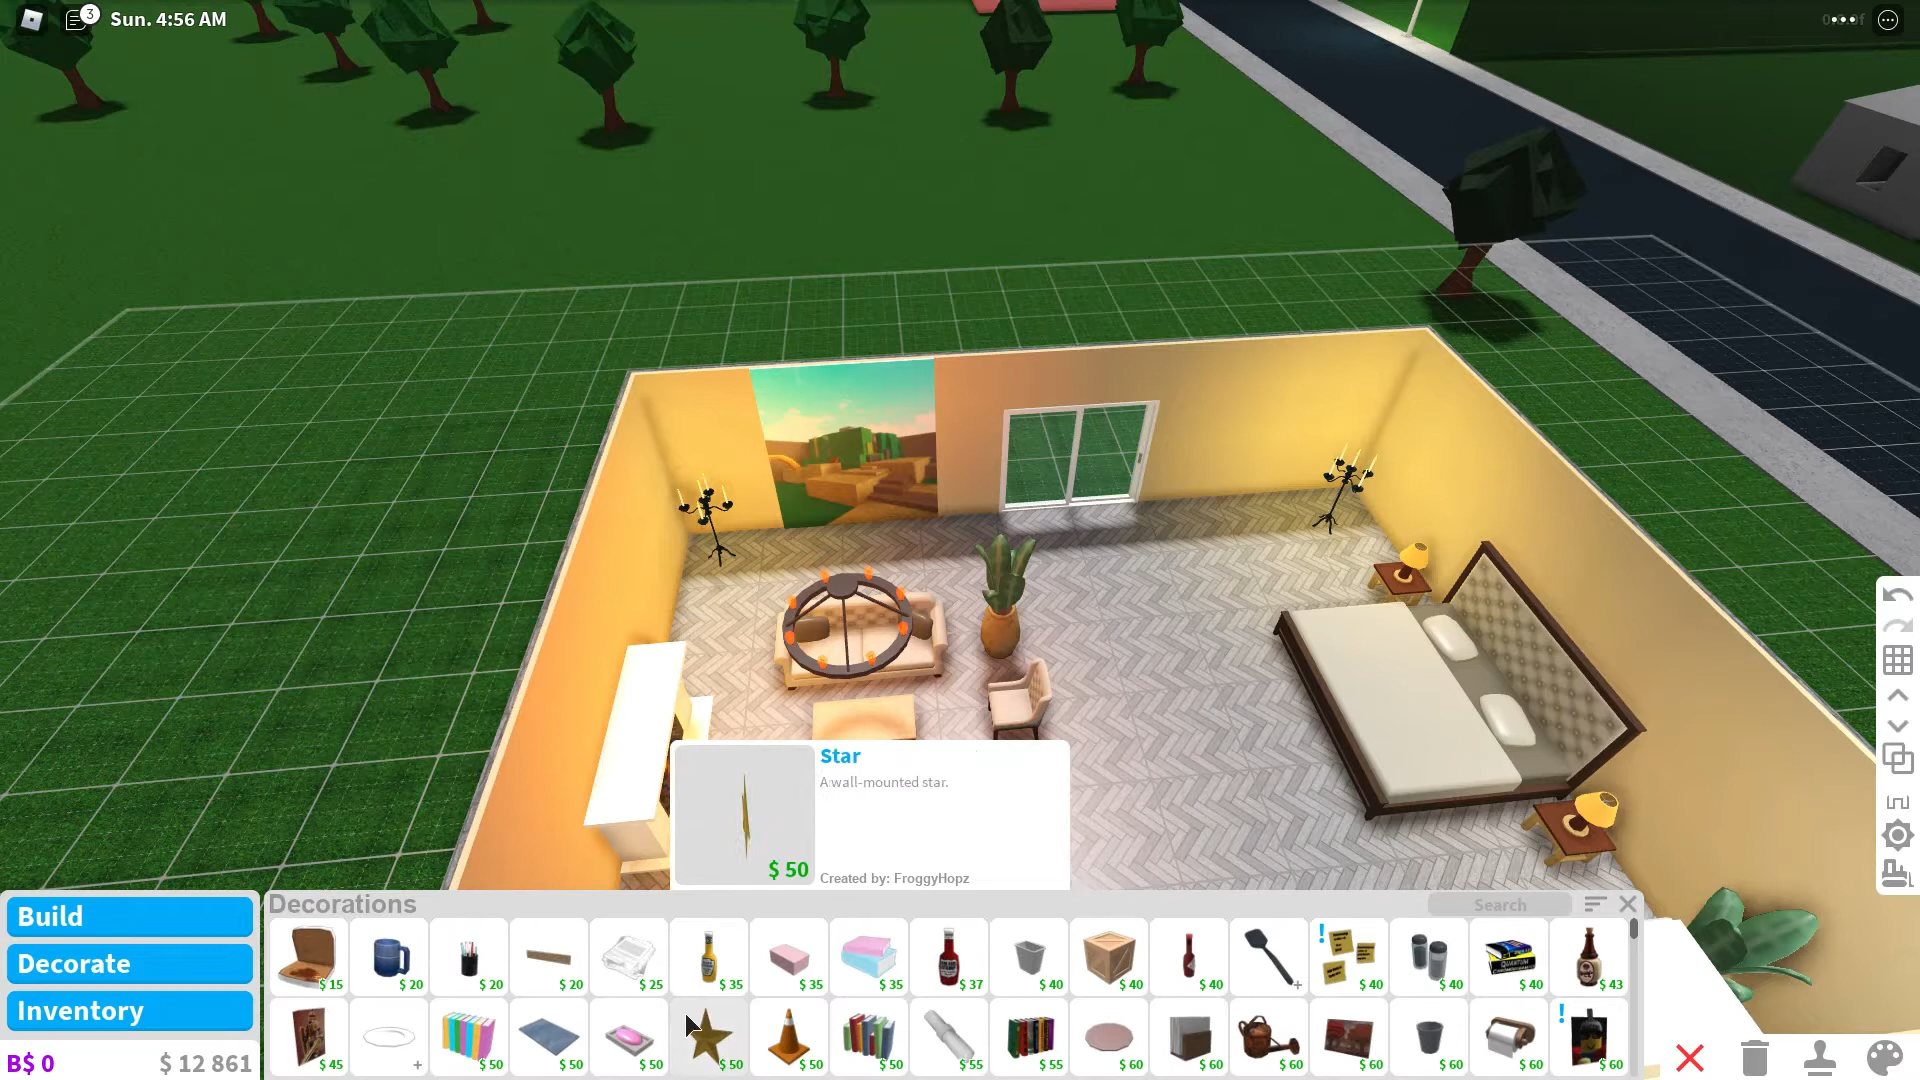 3
Sun. 4:56 AM
Star
A wall-mounted star.
$ 50
Created by: FroggyHopz
Build
Decorate
Inventory
B$ 0
$ 12 861
Decorations
Search
$ 15
$ 20
$ 20
$ 20
$ 25
$ 35
$ 35
$ 35
$ 37
$ 40
$ 40
$ 40
+
! $ 40
$ 40
$ 40
$ 43
$ 45
+
$ 50
$ 50
$ 50
$ 50
$ 50
$ 50
$ 55
$ 55
$ 60
$ 60
$ 60
$ 60
$ 60
$ 60
! $ 60